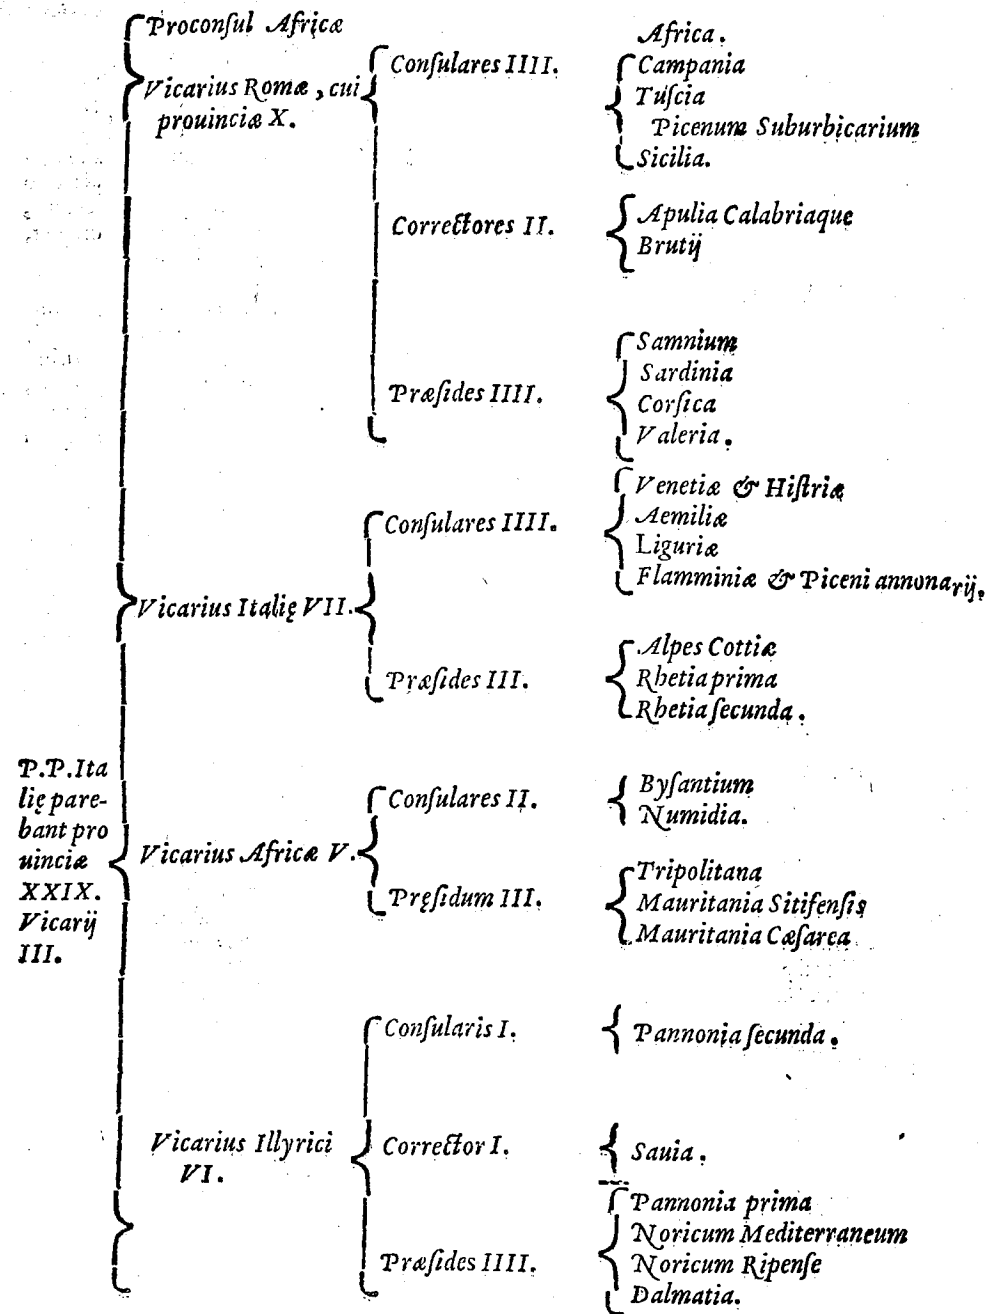 P.P.Ita
lię pare-
bant pro
uinciæ
XXIX.
Vicarij
III.
Proconſul Africæ
Africa.
Vicarius Romæ, cui
prouinciæ X.
Conſulares IIII.
Campania
Tuſcia
Picenum Suburbicarium
Sicilia.
Correctores II.
Apulia Calabriaque
Brutij
Præſides IIII.
Samnium
Sardinia
Corſica
Valeria.
Vicarius Italię VII.
Conſulares IIII.
Venetiæ & Hiſtriæ
Aemiliæ
Liguriæ
Flamminiæ & Piceni annonarij.
Præſides III.
Alpes Cottiæ
Rhetia prima
Rhetia ſecunda.
Vicarius Africæ V.
Conſulares II.
Byſantium
Numidia.
Pręſidum III.
Tripolitana
Mauritania Sitifenſis
Mauritania Cæſarea
Vicarius Illyrici
VI.
Conſularis I.
Pannonia ſecunda.
Corrector I.
Sauia.
Præſides IIII.
Pannonia prima
Noricum Mediterraneum
Noricum Ripenſe
Dalmatia.